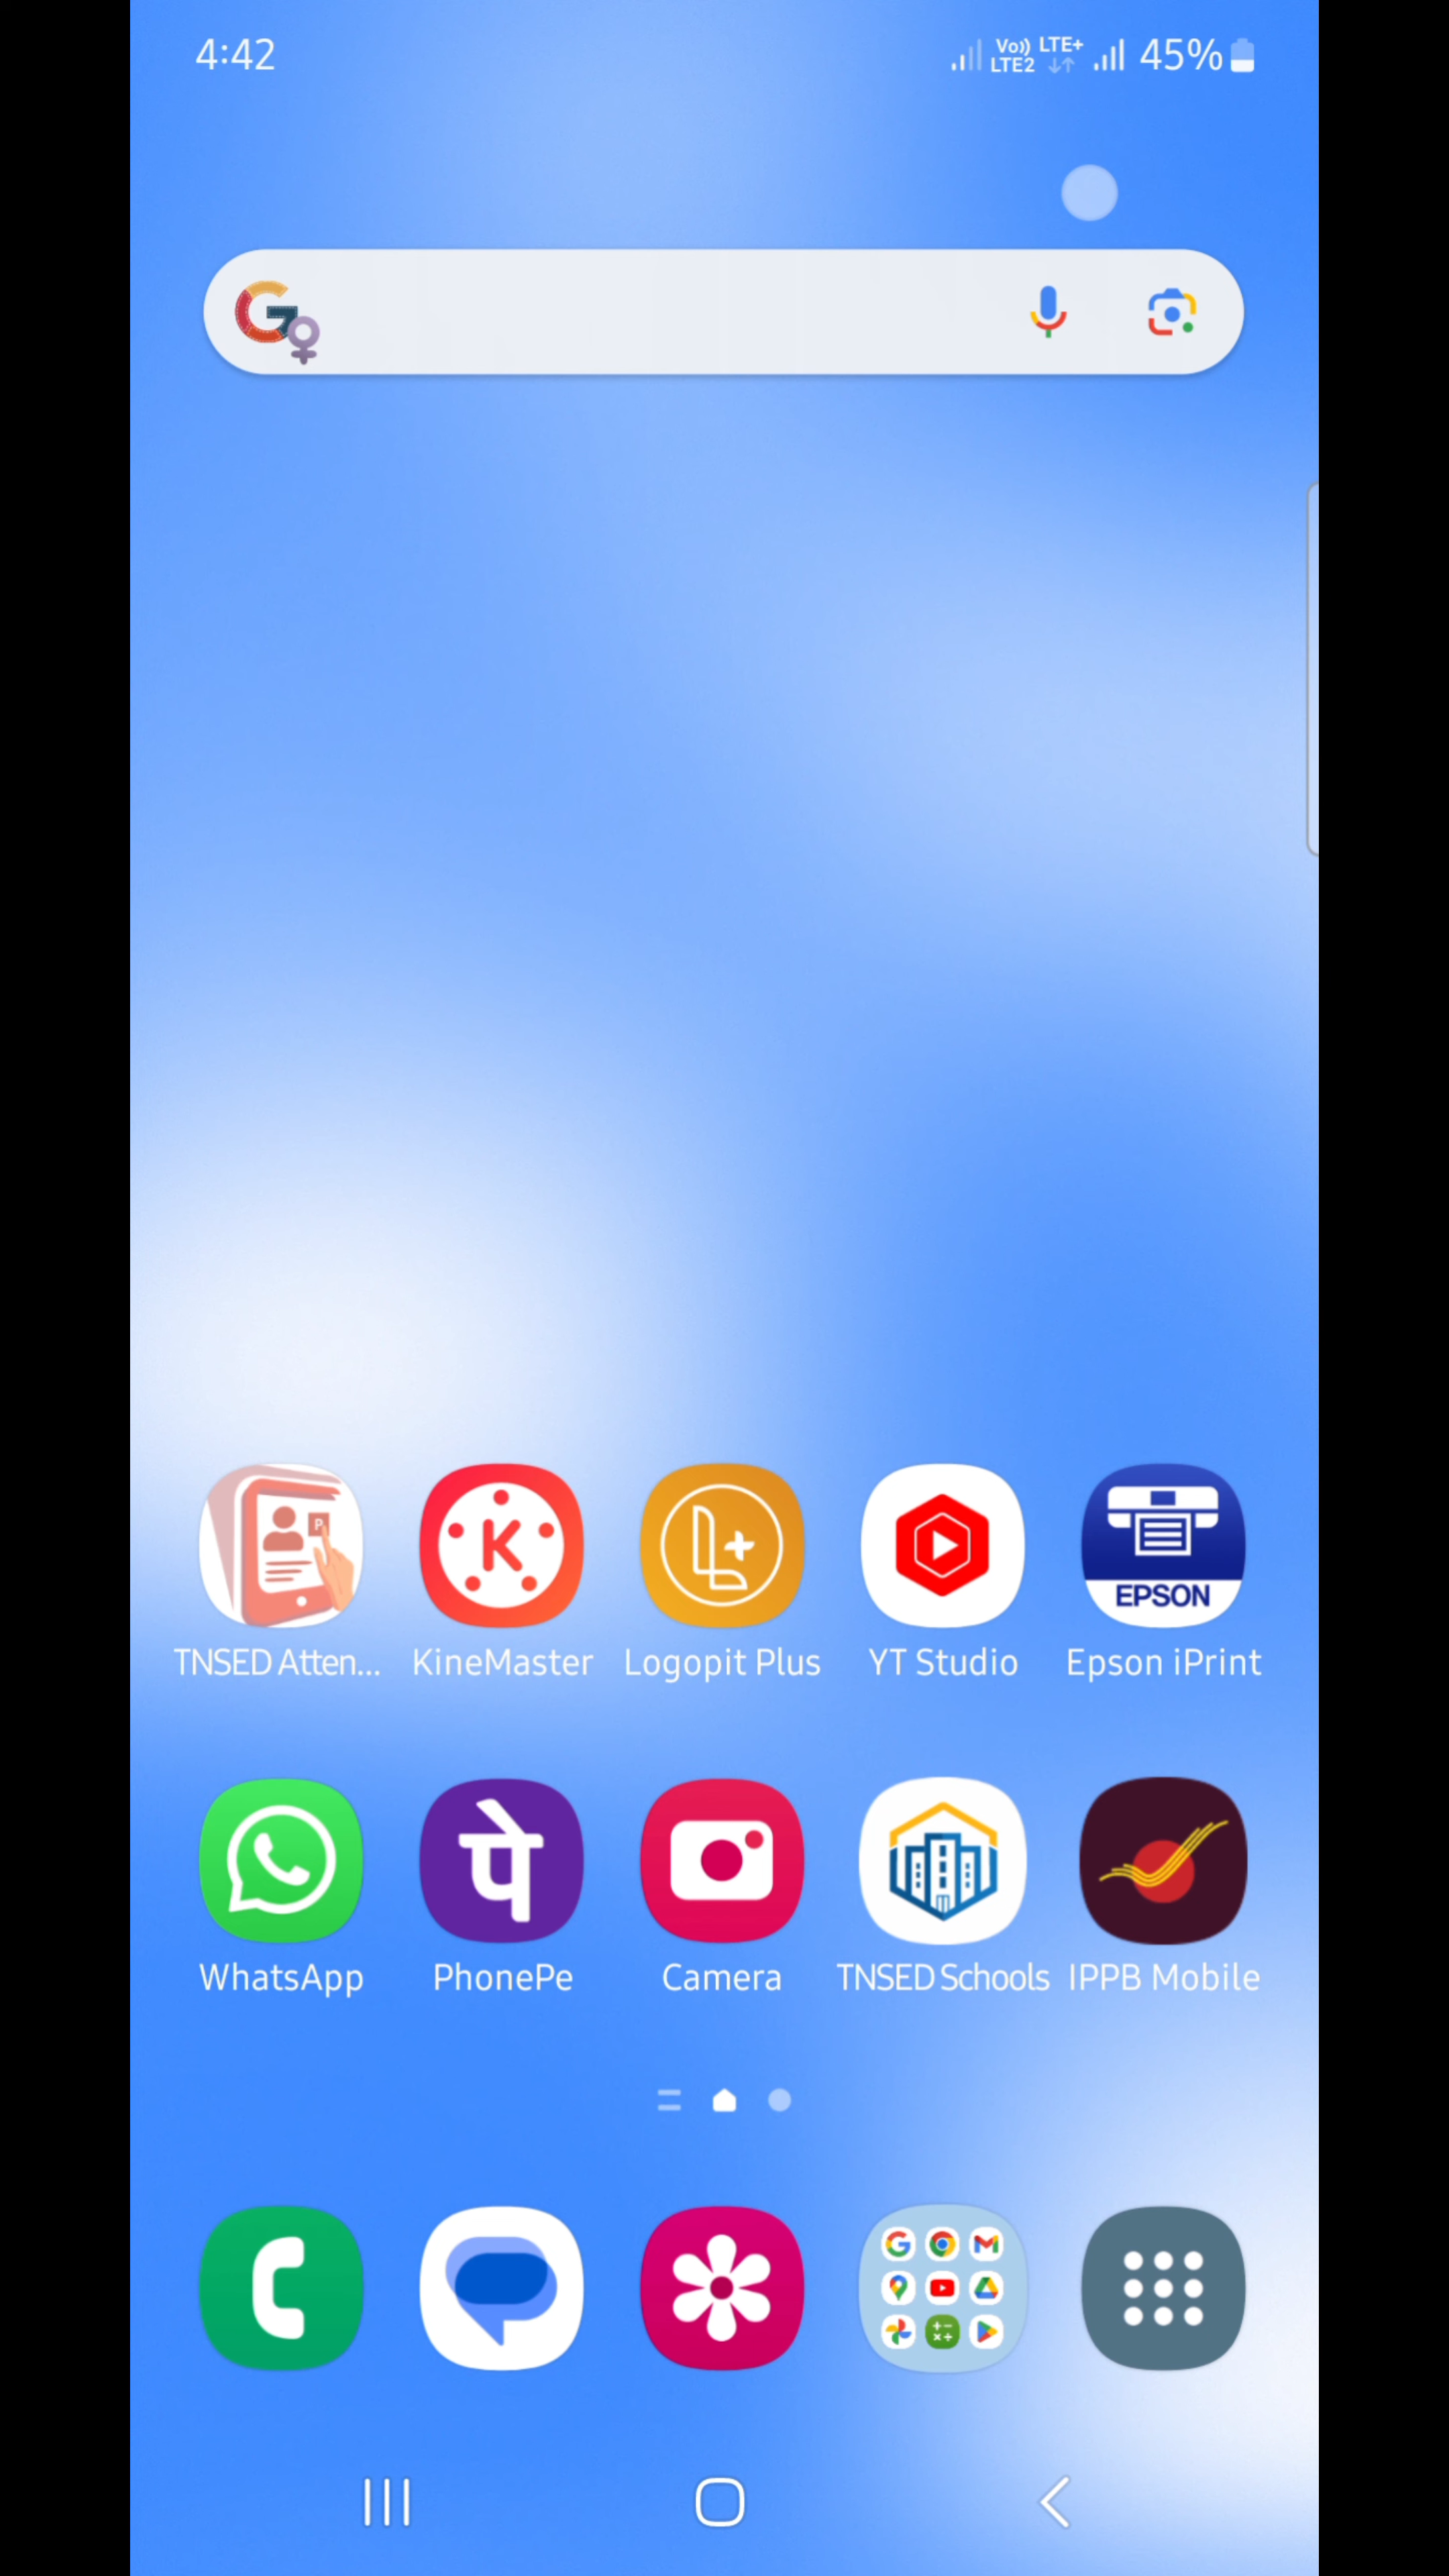 4:42
Vo)) LTE+
LTE2
45%
G
P
K
L+
EPSON
TNSED Atten...
KineMaster
Logopit Plus
YT Studio
Epson iPrint
पे
WhatsApp
PhonePe
Camera
TNSED Schools
IPPB Mobile